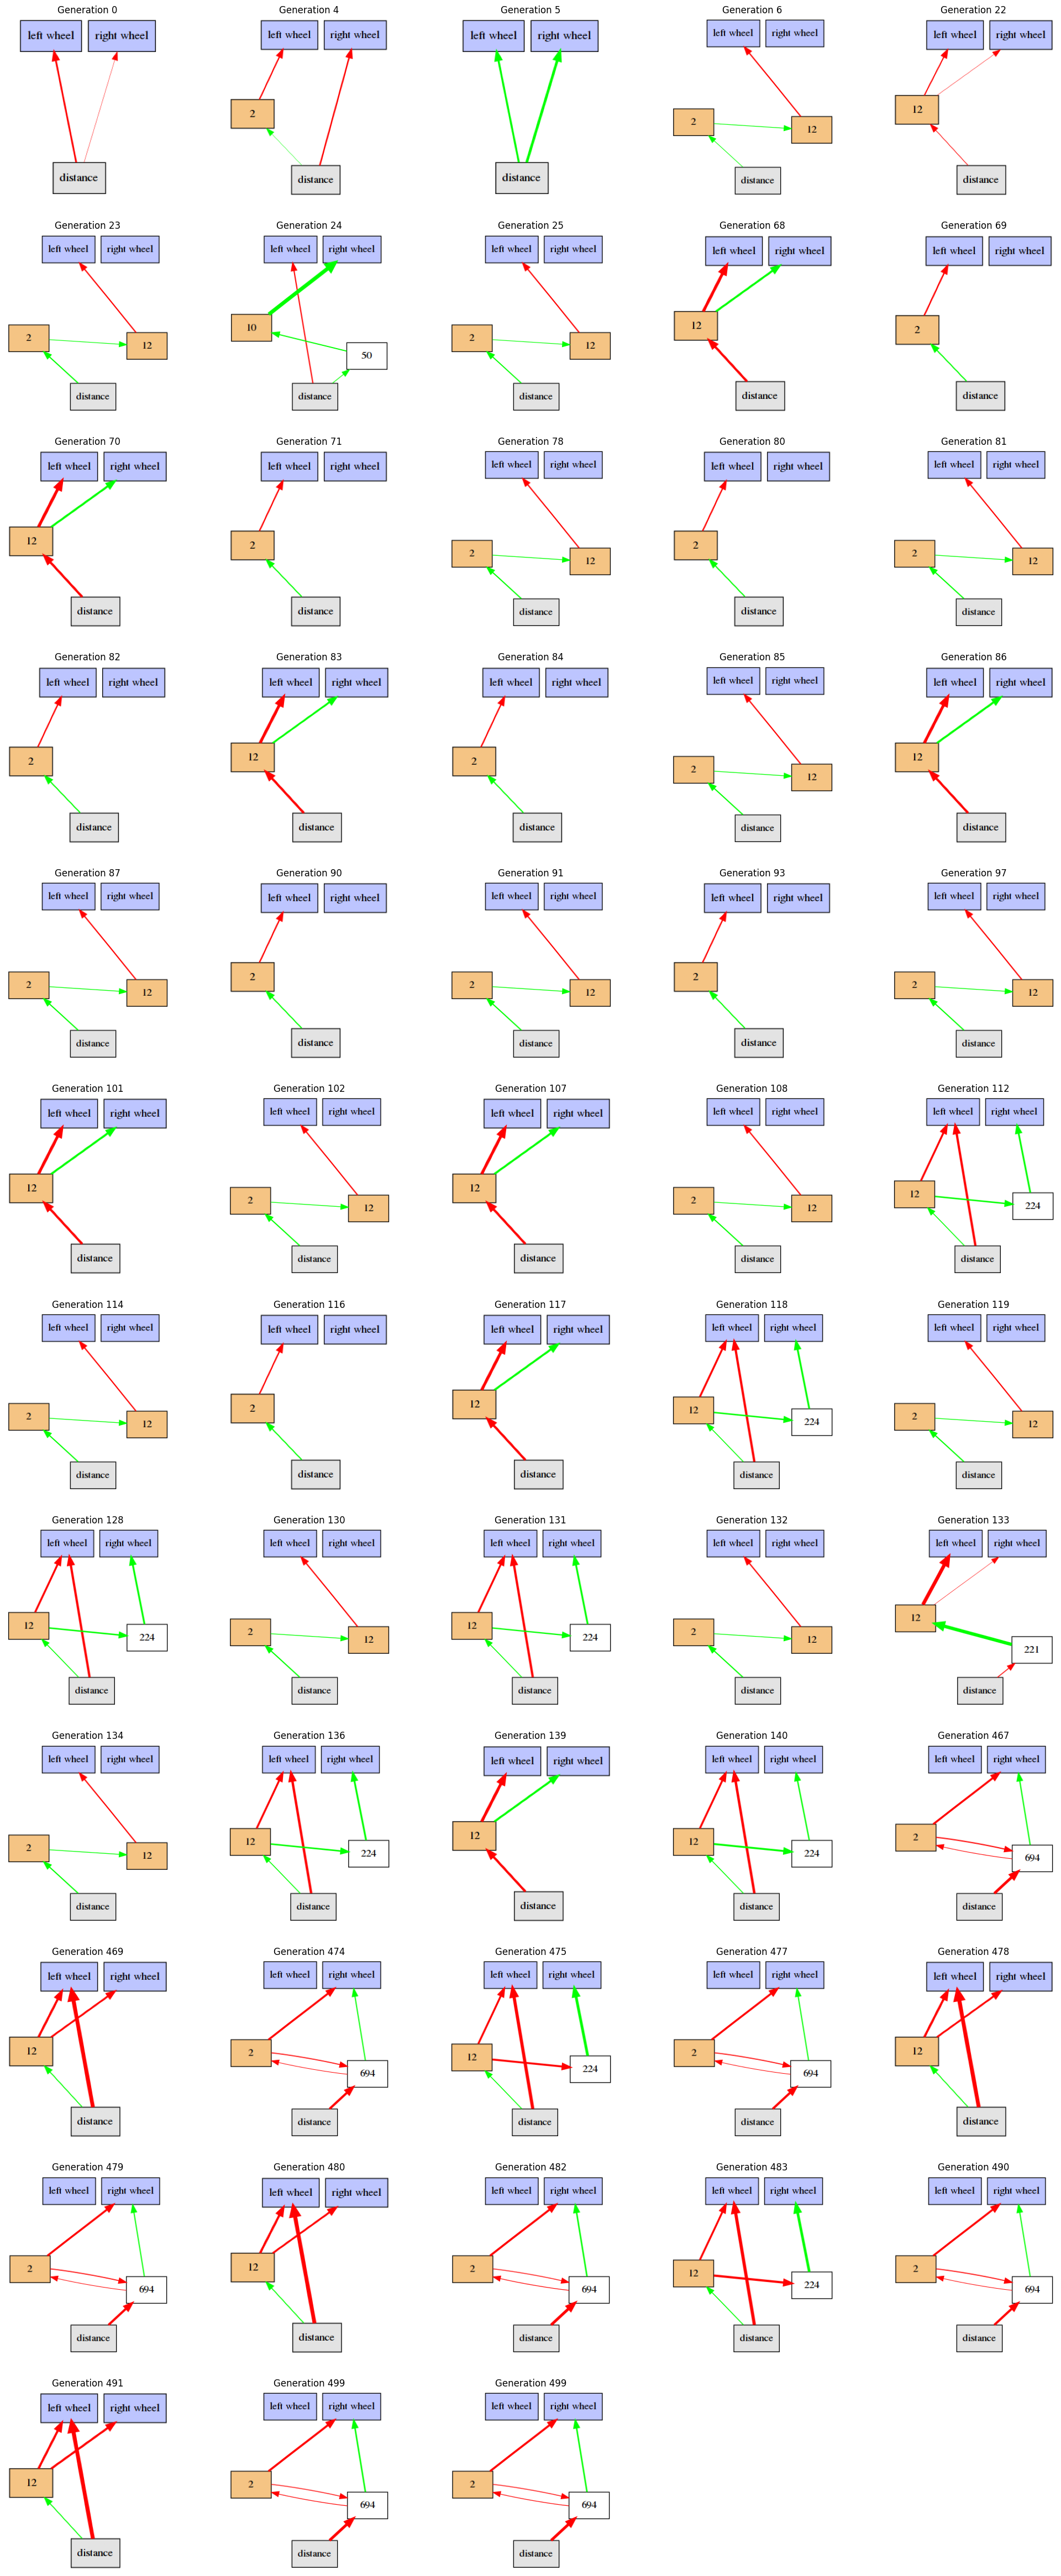 Generation 0 Generation 4 Generation 5 Generation 6 Generation 22
left wheel right wheel left wheel right wheel left wheel right wheel left wheel right wheel left wheel right wheel
2 2 12 12
distance distance distance distance distance
Generation 23 Generation 24 Generation 25 Generation 68 Generation 69
left wheel right wheel left wheel right wheel left wheel right wheel left wheel right wheel left wheel right wheel
2 12 10 50 2 12 12 2
distance distance distance distance distance
Generation 70 Generation 71 Generation 78 Generation 80 Generation 81
left wheel right wheel left wheel right wheel left wheel right wheel left wheel right wheel left wheel right wheel
12 2 2 12 2 2 12
distance distance distance distance distance
Generation 82 Generation 83 Generation 84 Generation 85 Generation 86
left wheel right wheel left wheel right wheel left wheel right wheel left wheel right wheel left wheel right wheel
2 12 2 2 12 12
distance distance distance distance distance
Generation 87 Generation 90 Generation 91 Generation 93 Generation 97
left wheel right wheel left wheel right wheel left wheel right wheel left wheel right wheel left wheel right wheel
2 12 2 2 12 2 2 12
distance distance distance distance distance
Generation 101 Generation 102 Generation 107 Generation 108 Generation 112
left wheel right wheel left wheel right wheel left wheel right wheel left wheel right wheel left wheel right wheel
12 2 12 12 2 12 12 224
distance distance distance distance distance
Generation 114 Generation 116 Generation 117 Generation 118 Generation 119
left wheel right wheel left wheel right wheel left wheel right wheel left wheel right wheel left wheel right wheel
2 12 2 12 12 224 2 12
distance distance distance distance distance
Generation 128 Generation 130 Generation 131 Generation 132 Generation 133
left wheel right wheel left wheel right wheel left wheel right wheel left wheel right wheel left wheel right wheel
12 224 2 12 12 224 2 12 12 221
distance distance distance distance distance
Generation 134 Generation 136 Generation 139 Generation 140 Generation 467
left wheel right wheel left wheel right wheel left wheel right wheel left wheel right wheel left wheel right wheel
2 12 12 224 12 12 224 2 694
distance distance distance distance distance
Generation 469 Generation 474 Generation 475 Generation 477 Generation 478
left wheel right wheel left wheel right wheel left wheel right wheel left wheel right wheel left wheel right wheel
12 2 694 12 224 2 694 12
distance distance distance distance distance
Generation 479 Generation 480 Generation 482 Generation 483 Generation 490
left wheel right wheel left wheel right wheel left wheel right wheel left wheel right wheel left wheel right wheel
2 694 12 2 694 12 224 2 694
distance distance distance distance distance
Generation 491 Generation 499 Generation 499
left wheel right wheel left wheel right wheel left wheel right wheel
12 2 694 2 694
distance distance distance